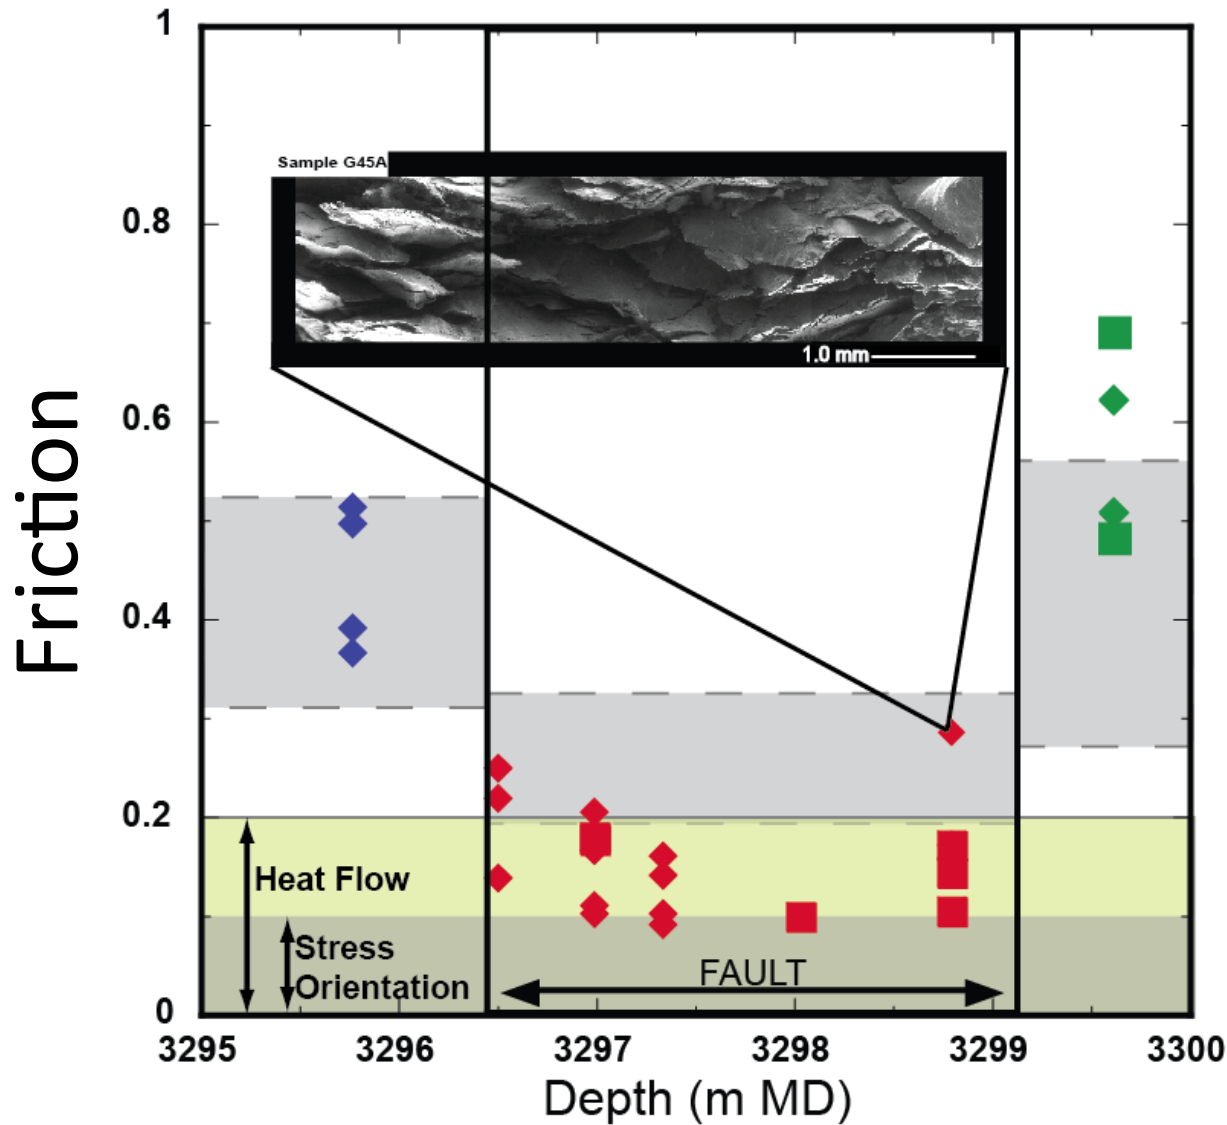 1
0.8
0.6
0.4
0.2
0
Friction
Sample G45A
1.0 mm
Heat Flow
Stress
Orientation
FAULT
3295
3296
3297
3298
3299
3300
Depth (m MD)